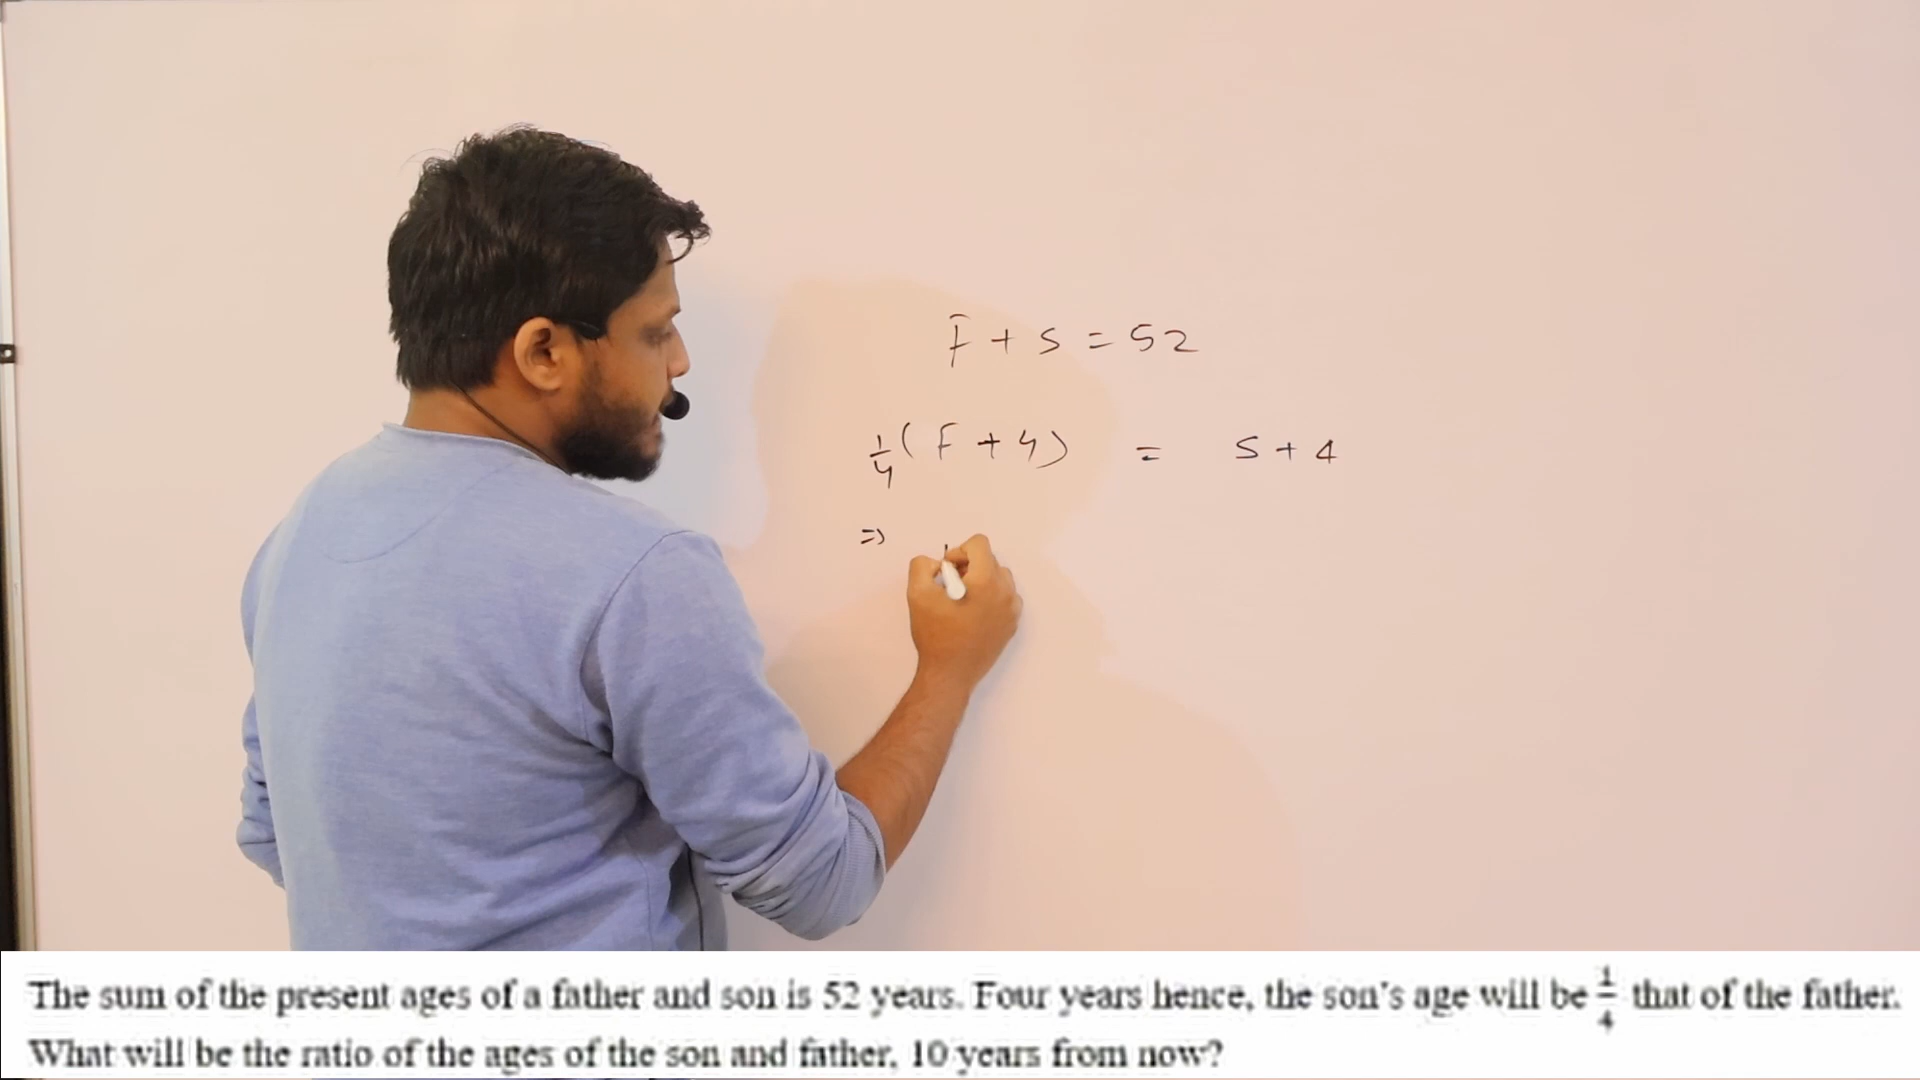 F + S = 52
1/4 (F + 4) = S + 4
=>
The sum of the present ages of a father and son is 52 years. Four years hence, the son's age will be 1/4 that of the father.
What will be the ratio of the ages of the son and father, 10 years from now?